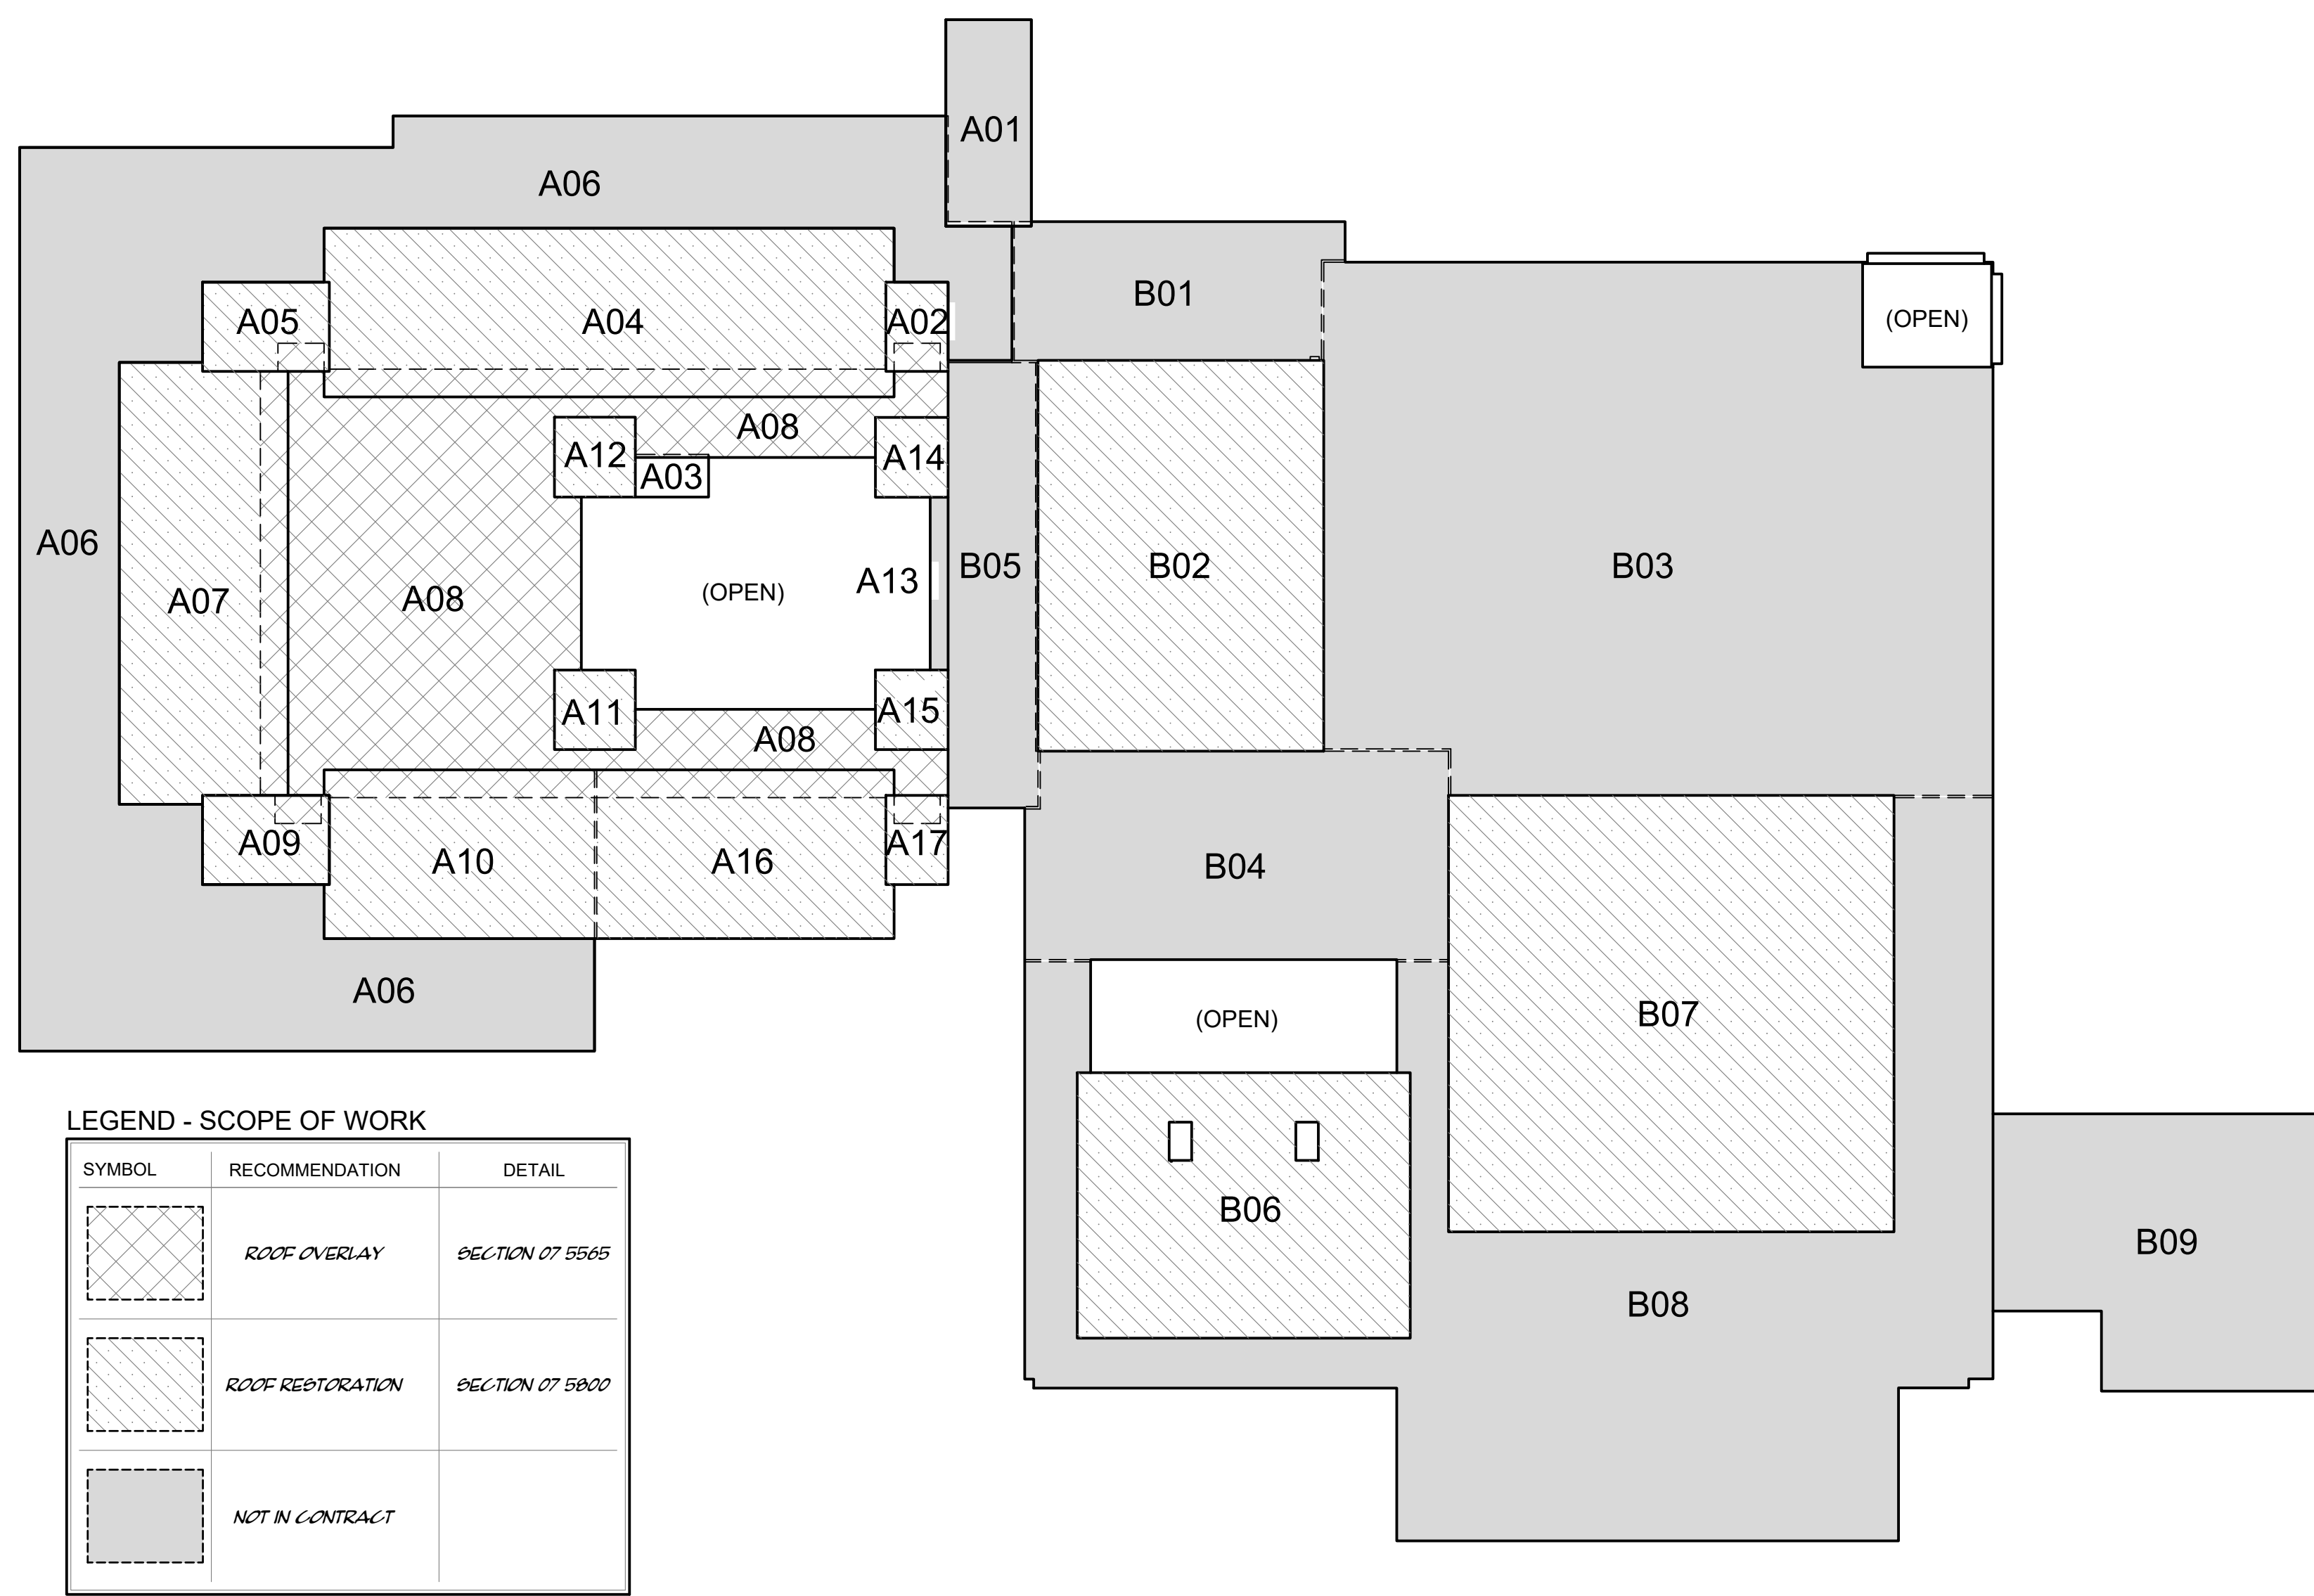 A01
A06
B01
(OPEN)
A05
A04
A02
A08
A12
A14
A03
A06
B05
B02
B03
A13
(OPEN)
A07
A08
A11
A15
A08
A09
A10
A16
A17
B04
A06
(OPEN)
B07
B06
B09
B08
LEGEND - SCOPE OF WORK
SYMBOL RECOMMENDATION DETAIL
ROOF OVERLAY SECTION 07 5565
ROOF RESTORATION SECTION 07 5800
NOT IN CONTRACT